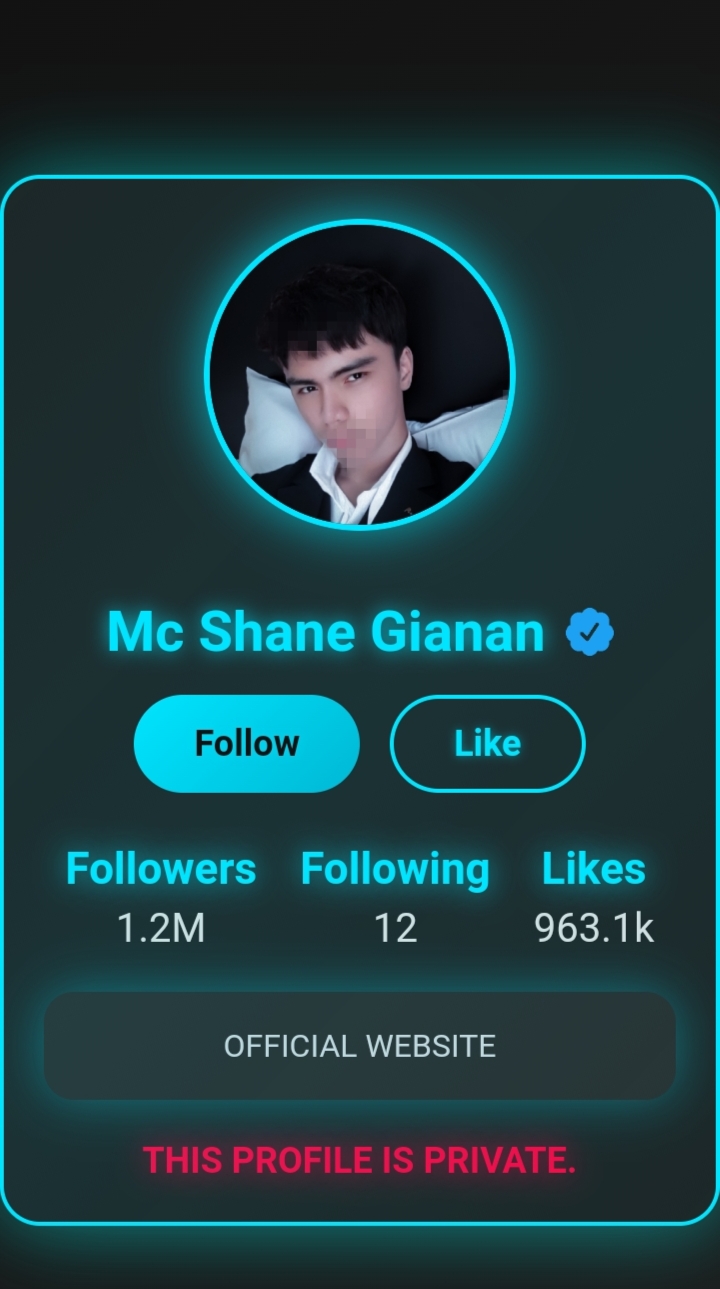 Mc Shane Gianan
Follow Like
Followers Following Likes
1.2M 12 963.1k
OFFICIAL WEBSITE
THIS PROFILE IS PRIVATE.